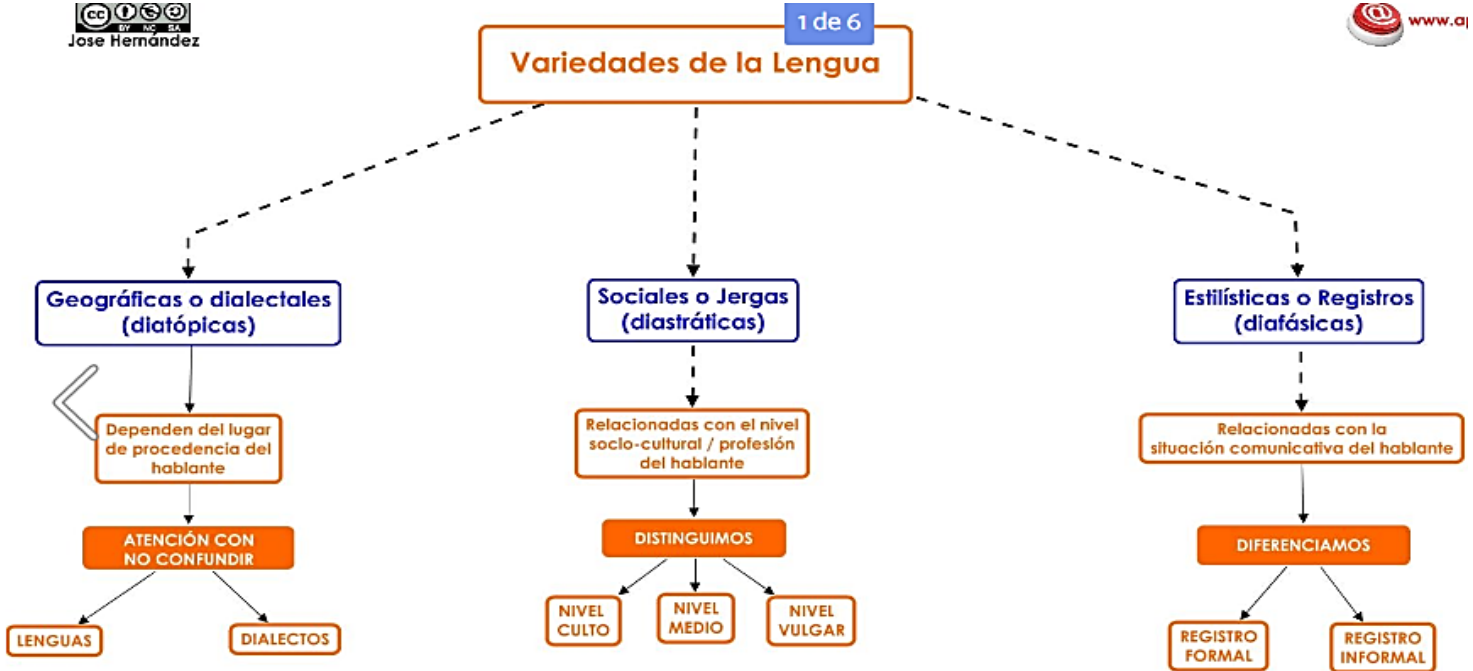 BY NC SA
Jose Hernández
1 de 6
Variedades de la Lengua
Geográficas o dialectales
(diatópicas)
Dependen del lugar
de procedencia del
hablante
ATENCIÓN CON
NO CONFUNDIR
LENGUAS
DIALECTOS
Sociales o Jergas
(diastráticas)
Relacionadas con el nivel
socio-cultural / profesión
del hablante
DISTINGUIMOS
NIVEL
CULTO
NIVEL
MEDIO
NIVEL
VULGAR
Estilísticas o Registros
(diafásicas)
Relacionadas con la
situación comunicativa del hablante
DIFERENCIAMOS
REGISTRO
FORMAL
REGISTRO
INFORMAL